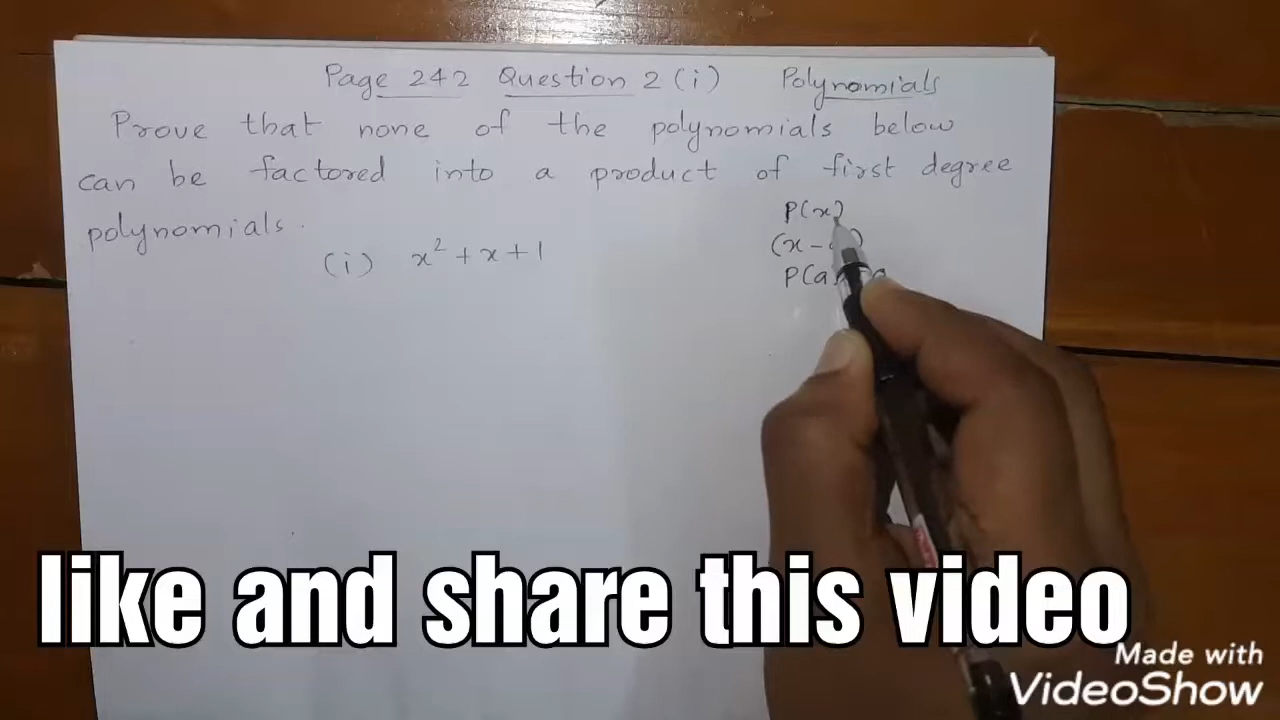 Page 242 Question 2 (i) Polynomials
Prove that none of the polynomials below
can be factored into a product of first degree
polynomials.
P(x)
(i) x² + x + 1
(x -
P(a)
like and share this video
Made with
VideoShow